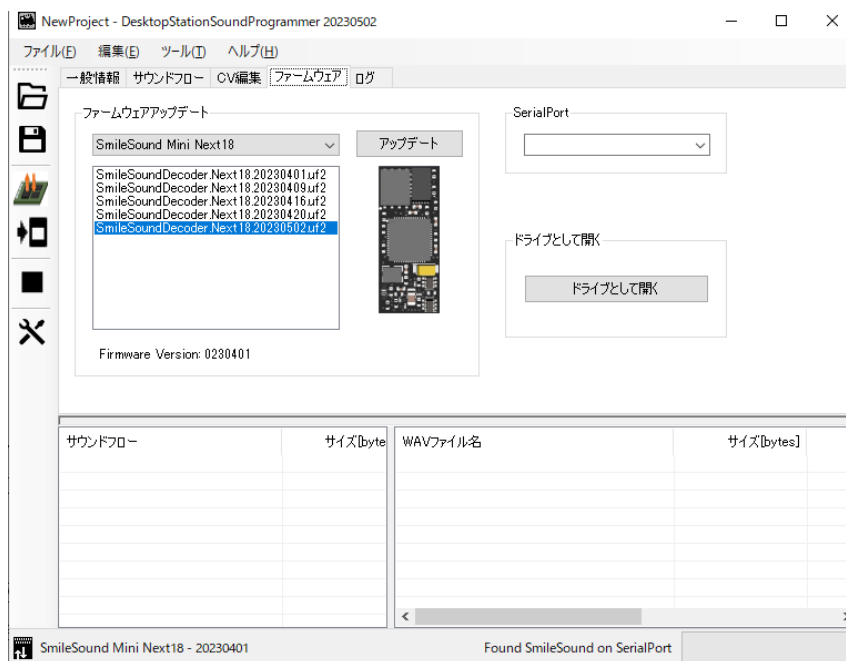 NewProject - DesktopStationSoundProgrammer 20230502
ファイル(F) 編集(E) ツール(T) ヘルプ(H)
一般情報 サウンドフロー CV編集 ファームウェア ログ
ファームウェアアップデート
SmileSound Mini Next18
アップデート
SmileSoundDecoder.Next18.20230401.uf2
SmileSoundDecoder.Next18.20230409.uf2
SmileSoundDecoder.Next18.20230416.uf2
SmileSoundDecoder.Next18.20230420.uf2
SmileSoundDecoder.Next18.20230502.uf2
Firmware Version: 0230401
SerialPort
ドライブとして開く
ドライブとして開く
サウンドフロー サイズ[byte WAVファイル名 サイズ[bytes]
SmileSound Mini Next18 - 20230401 Found SmileSound on SerialPort